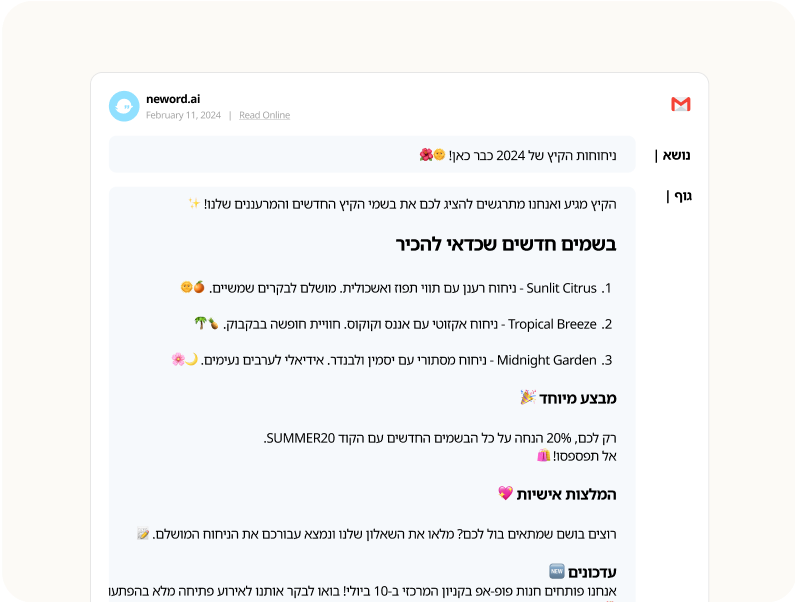 neword.ai
February 11, 2024 | Read Online
נושא |
ניחוחות הקיץ של 2024 כבר כאן! 🌞🌺
גוף |
הקיץ מגיע ואנחנו מתרגשים להציג לכם את בשמי הקיץ החדשים והמרעננים שלנו! ✨
בשמים חדשים שכדאי להכיר
1. Sunlit Citrus - ניחוח רענן עם תווי תפוז ואשכולית. מושלם לבקרים שמשיים. 🍊🌞
2. Tropical Breeze - ניחוח אקזוטי עם אננס וקוקוס. חוויית חופשה בבקבוק. 🍍🌴
3. Midnight Garden - ניחוח מסתורי עם יסמין ולבנדר. אידיאלי לערבים נעימים. 🌙🌸
מבצע מיוחד 🎉
רק לכם, 20% הנחה על כל הבשמים החדשים עם הקוד SUMMER20.
אל תפספסו! 🛍️
המלצות אישיות 💖
רוצים בושם שמתאים בול לכם? מלאו את השאלון שלנו ונמצא עבורכם את הניחוח המושלם. 📝
עדכונים 🆕
אנחנו פותחים חנות פופ-אפ בקניון המרכזי ב-10 ביולי! בואו לבקר אותנו לאירוע פתיחה מלא בהפתעו